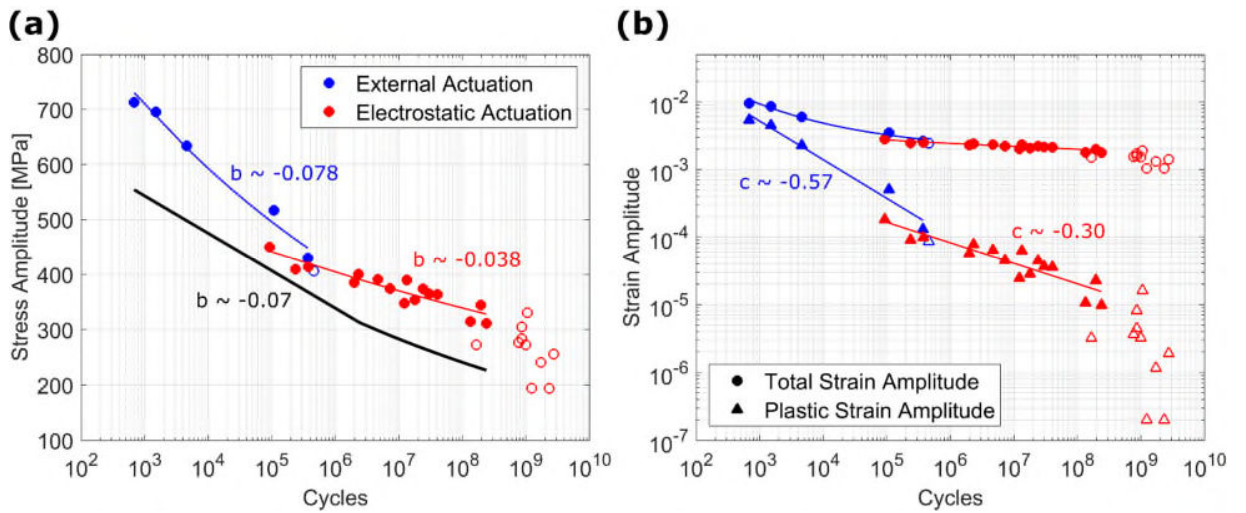 (a)
800
700
600
500
400
300
200
100
Stress Amplitude [MPa]
External Actuation
Electrostatic Actuation
b ~ -0.078
b ~ -0.038
b ~ -0.07
10^2 10^3 10^4 10^5 10^6 10^7 10^8 10^9 10^10
Cycles
(b)
10^-2
10^-3
10^-4
10^-5
10^-6
10^-7
Strain Amplitude
c ~ -0.57
c ~ -0.30
Total Strain Amplitude
Plastic Strain Amplitude
10^2 10^3 10^4 10^5 10^6 10^7 10^8 10^9 10^10
Cycles